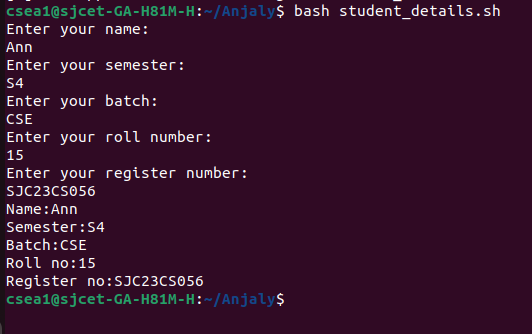 csea1@sjcet-GA-H81M-H:~/Anjaly$ bash student_details.sh
Enter your name:
Ann
Enter your semester:
S4
Enter your batch:
CSE
Enter your roll number:
15
Enter your register number:
SJC23CS056
Name:Ann
Semester:S4
Batch:CSE
Roll no:15
Register no:SJC23CS056
csea1@sjcet-GA-H81M-H:~/Anjaly$